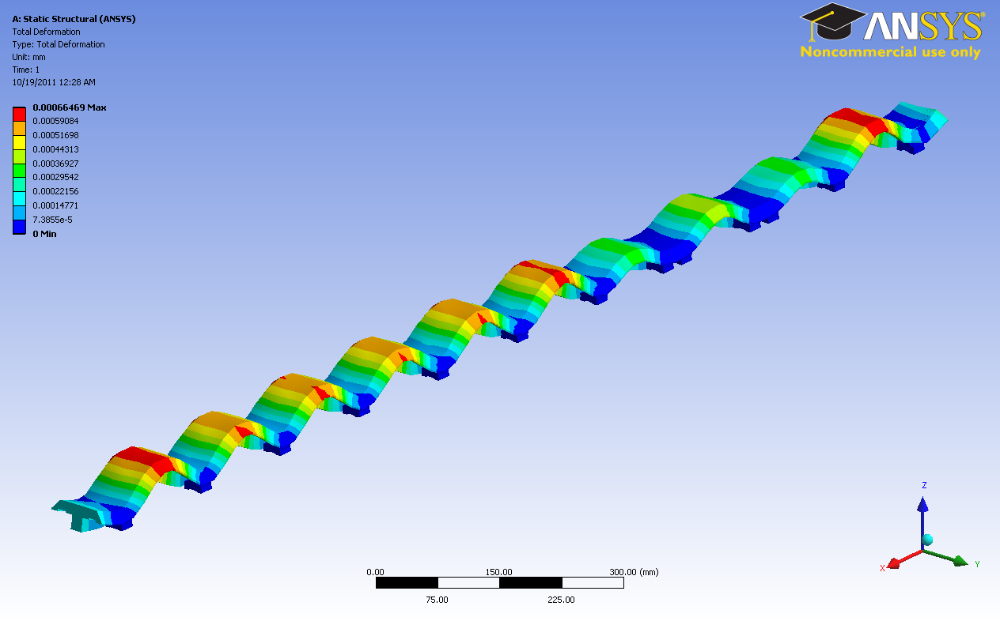 A: Static Structural (ANSYS)
Total Deformation
Type: Total Deformation
Unit: mm
Time: 1
10/19/2011 12:28 AM
0.00066469 Max
0.00059084
0.00051698
0.00044313
0.00036927
0.00029542
0.00022156
0.00014771
7.3855e-5
0 Min
ANSYS®
Noncommercial use only
Z
X
Y
0.00 150.00 300.00 (mm)
75.00 225.00